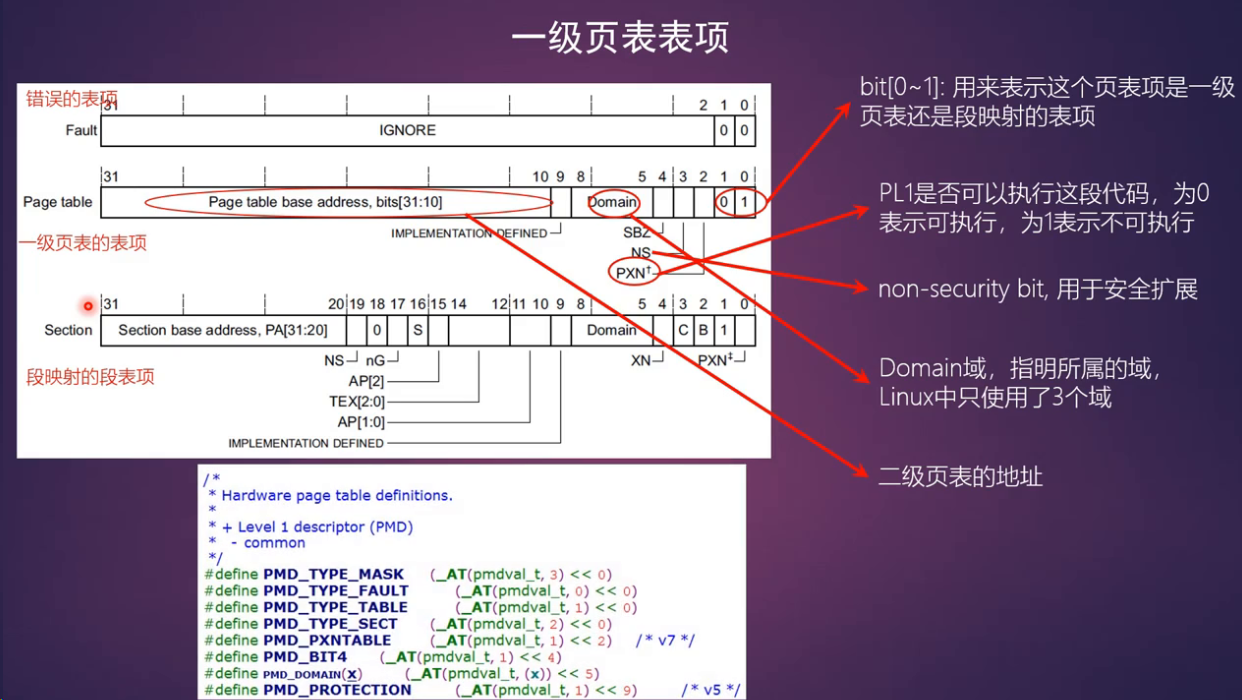 一级页表表项
错误的表项
31 2 1 0
Fault IGNORE 0 0
31 10 9 8 5 4 3 2 1 0
Page table Page table base address, bits[31:10] Domain 0 1
IMPLEMENTATION DEFINED SBZ
NS
PXN†
一级页表的表项
31 20 19 18 17 16 15 14 12 11 10 9 8 5 4 3 2 1 0
Section Section base address, PA[31:20] 0 S Domain C B 1
NS nG XN PXN‡
AP[2]
TEX[2:0]
AP[1:0]
IMPLEMENTATION DEFINED
段映射的段表项
bit[0~1]: 用来表示这个页表项是一级
页表还是段映射的表项
PL1是否可以执行这段代码，为0
表示可执行，为1表示不可执行
non-security bit, 用于安全扩展
Domain域，指明所属的域，
Linux中只使用了3个域
二级页表的地址
/*
* Hardware page table definitions.
*
* + Level 1 descriptor (PMD)
* - common
*/
#define PMD_TYPE_MASK (_AT(pmdval_t, 3) << 0)
#define PMD_TYPE_FAULT (_AT(pmdval_t, 0) << 0)
#define PMD_TYPE_TABLE (_AT(pmdval_t, 1) << 0)
#define PMD_TYPE_SECT (_AT(pmdval_t, 2) << 0)
#define PMD_PXNTABLE (_AT(pmdval_t, 1) << 2) /* v7 */
#define PMD_BIT4 (_AT(pmdval_t, 1) << 4)
#define PMD_DOMAIN(x) (_AT(pmdval_t, (x)) << 5)
#define PMD_PROTECTION (_AT(pmdval_t, 1) << 9) /* v5 */